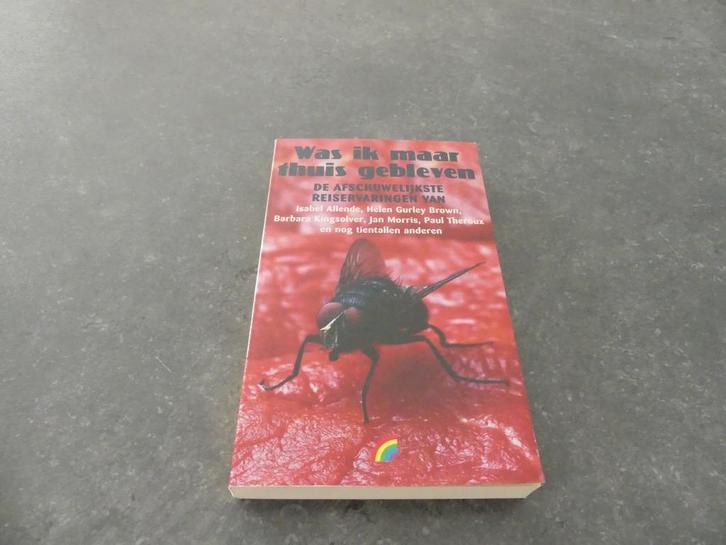 Was ik maar
thuis gebleven
DE AFSCHUWELIJKSTE
REISERVARINGEN VAN
Isabel Allende, Helen Gurley Brown,
Barbara Kingsolver, Jan Morris, Paul Theroux
en nog tientallen anderen